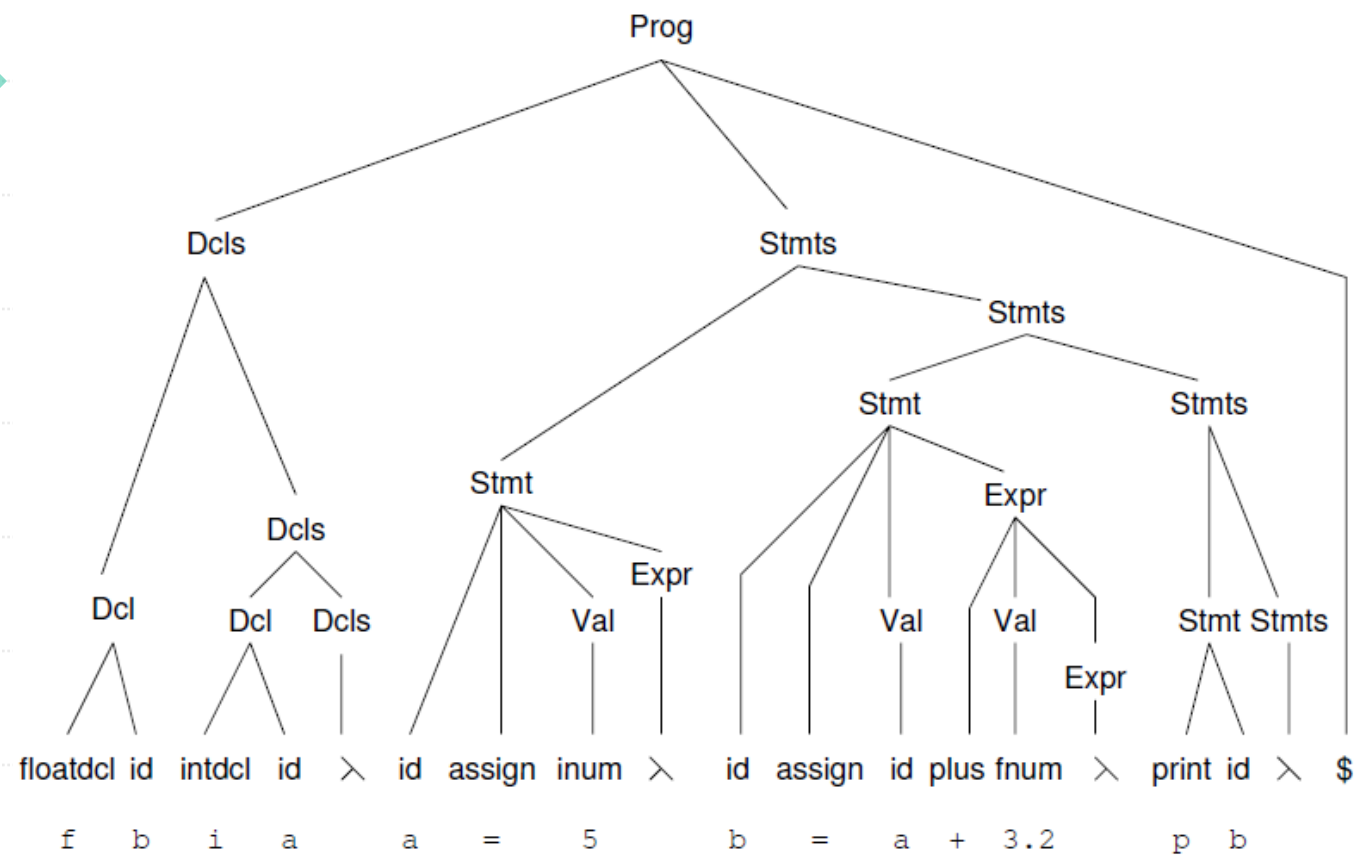 Prog
Dcls Stmts
Stmts
Stmt Stmts
Stmt Expr
Dcls
Expr
Dcl Dcl Dcls Val Val Val Stmt Stmts
Expr
floatdcl id intdcl id λ id assign inum λ id assign id plus fnum λ print id λ $
f b i a a = 5 b = a + 3.2 p b